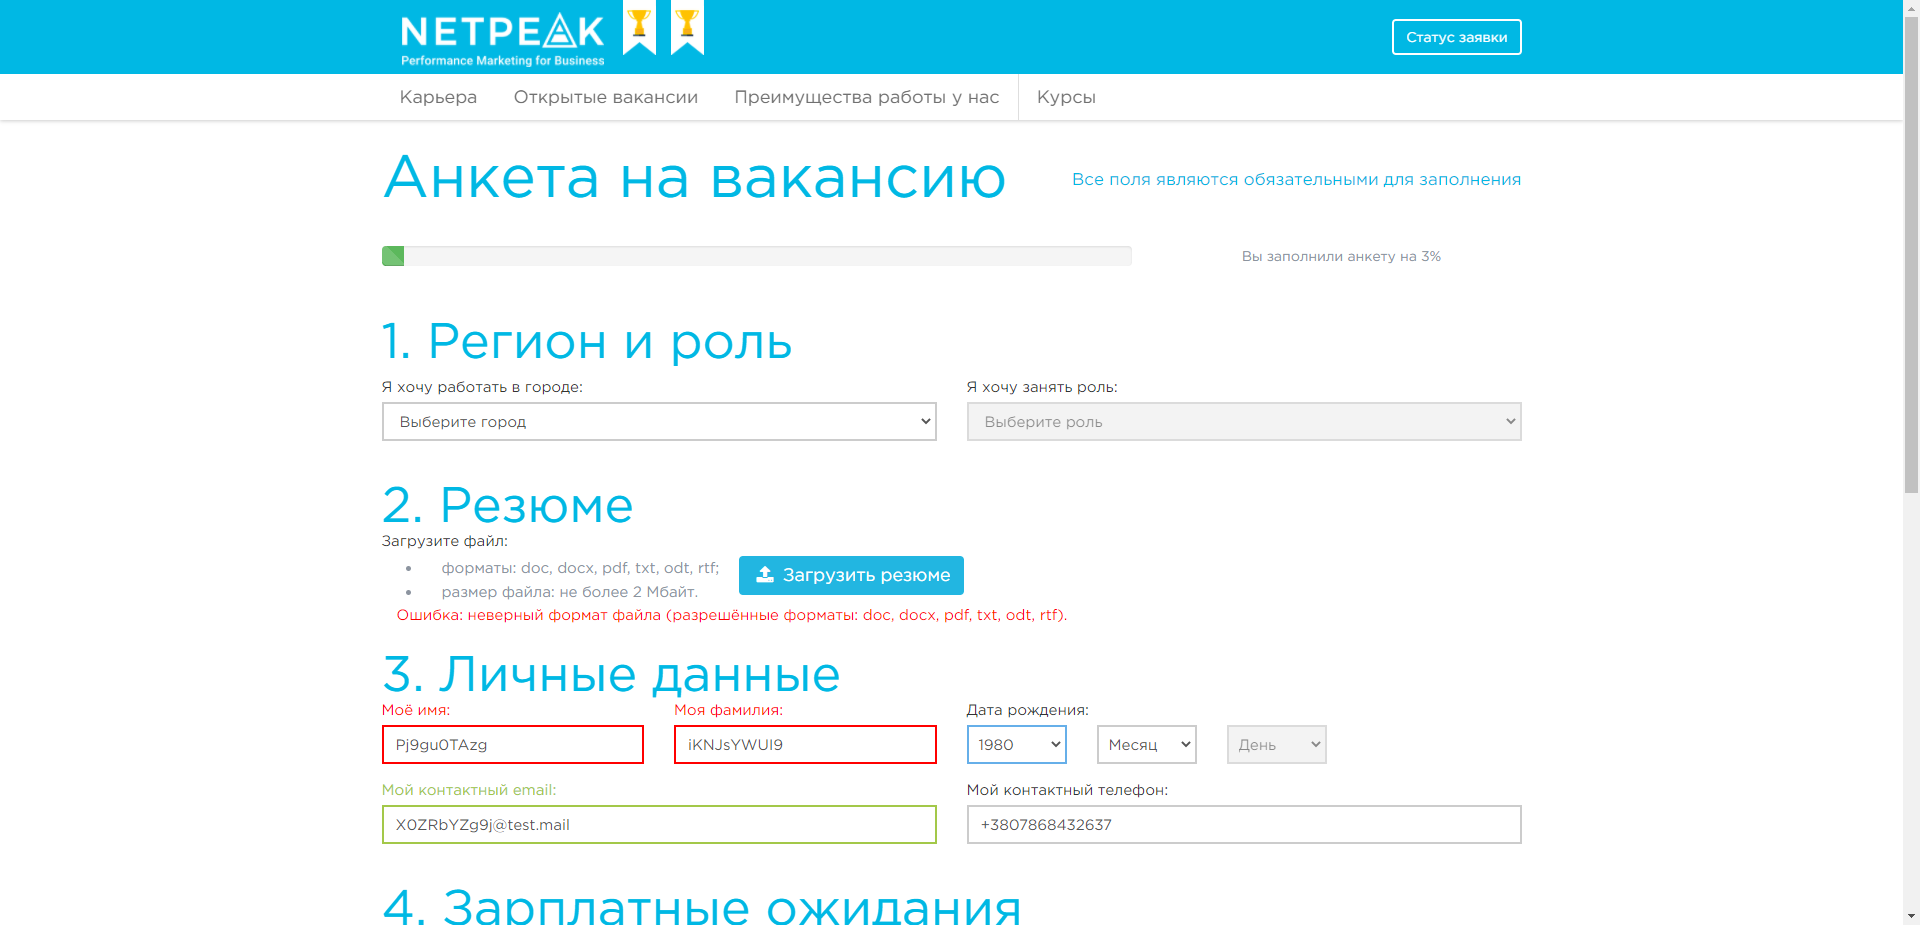 NETPEAK
Performance Marketing for Business
Статус заявки
Карьера
Открытые вакансии
Преимущества работы у нас
Курсы
Анкета на вакансию
Все поля являются обязательными для заполнения
Вы заполнили анкету на 3%
1. Регион и роль
Я хочу работать в городе:
Я хочу занять роль:
Выберите город
Выберите роль
2. Резюме
Загрузите файл:
форматы: doc, docx, pdf, txt, odt, rtf;
размер файла: не более 2 Мбайт.
Загрузить резюме
Ошибка: неверный формат файла (разрешённые форматы: doc, docx, pdf, txt, odt, rtf).
3. Личные данные
Моё имя:
Моя фамилия:
Дата рождения:
Pj9gu0TAzg
iKNJsYWUI9
1980
Месяц
День
Мой контактный email:
Мой контактный телефон:
X0ZRbYZg9j@test.mail
+3807868432637
4. Зарплатные ожидания